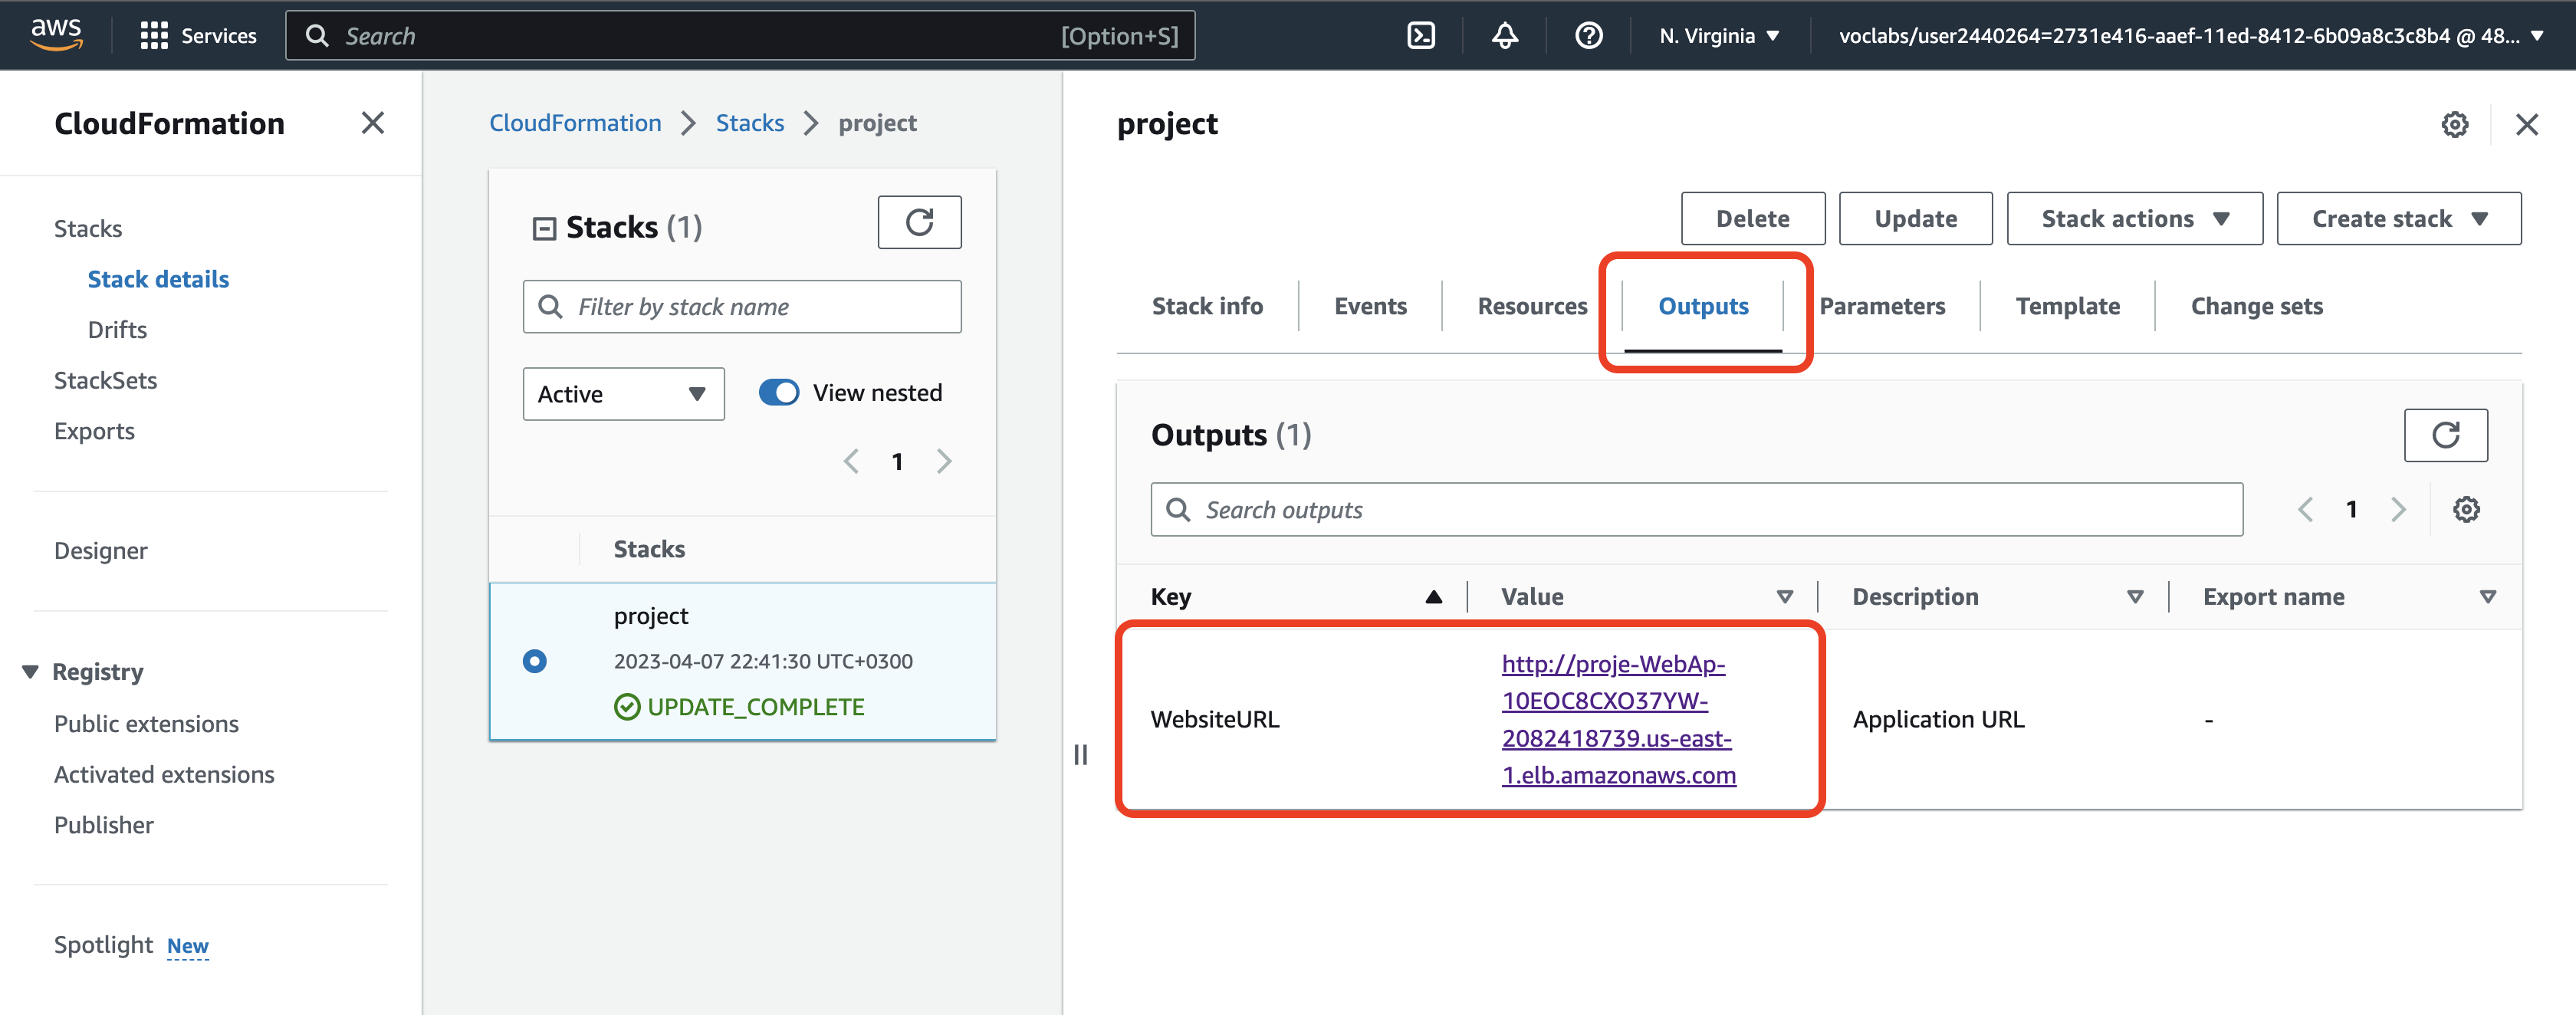 aws
Services
Search
[Option+S]
N. Virginia
voclabs/user2440264=2731e416-aaef-11ed-8412-6b09a8c3c8b4 @ 48...
CloudFormation
Stacks
Stack details
Drifts
StackSets
Exports
Designer
Registry
Public extensions
Activated extensions
Publisher
Spotlight New
CloudFormation
Stacks
project
Stacks (1)
Filter by stack name
Active
View nested
1
Stacks
project
2023-04-07 22:41:30 UTC+0300
UPDATE_COMPLETE
project
Delete
Update
Stack actions
Create stack
Stack info
Events
Resources
Outputs
Parameters
Template
Change sets
Outputs (1)
Search outputs
1
Key
Value
Description
Export name
WebsiteURL
http://proje-WebAp-
10EOC8CXO37YW-
2082418739.us-east-
1.elb.amazonaws.com
Application URL
-